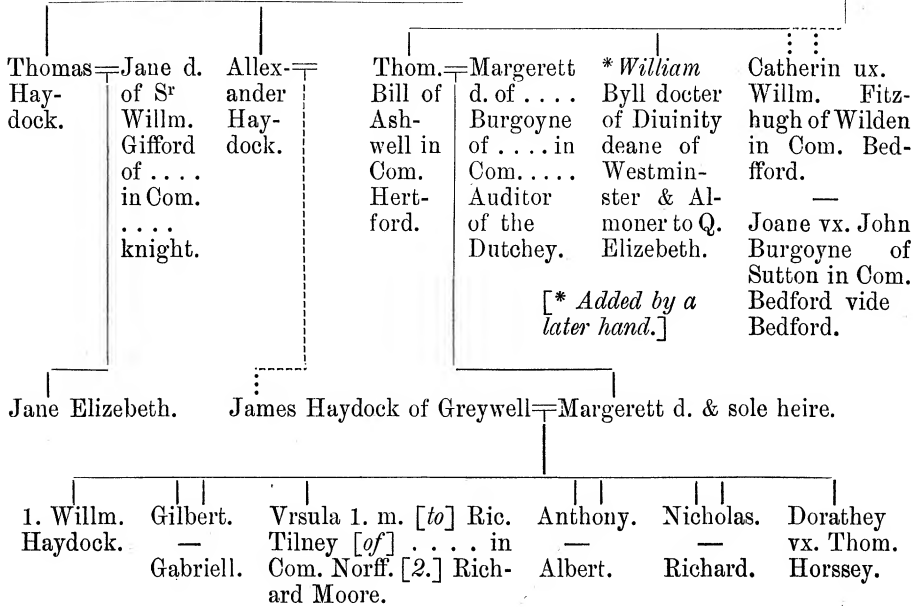 Thomas
Hay-
dock.
Jane d.
of Sr
Willm.
Gifford
of . . . .
in Com.
. . . .
knight.
Allex-
ander
Hay-
dock.
Thom.
Bill of
Ash-
well in
Com.
Hert-
ford.
Margerett
d. of . . . .
Burgoyne
of . . . . in
Com. . . . .
Auditor
of the
Dutchey.
* William
Byll docter
of Diuinity
deane of
Westmin-
ster & Al-
moner to Q.
Elizebeth.
[* Added by a
later hand.]
Catherin ux.
Willm. Fitz-
hugh of Wilden
in Com. Bed-
fford.
—
Joane vx. John
Burgoyne of
Sutton in Com.
Bedford vide
Bedford.
Jane Elizebeth.
James Haydock of Greywell
Margerett d. & sole heire.
1. Willm.
Haydock.
Gilbert.
—
Gabriell.
Vrsula 1. m. [to] Ric.
Tilney [of] . . . . in
Com. Norff. [2.] Rich-
ard Moore.
Anthony.
—
Albert.
Nicholas.
—
Richard.
Dorathey
vx. Thom.
Horssey.